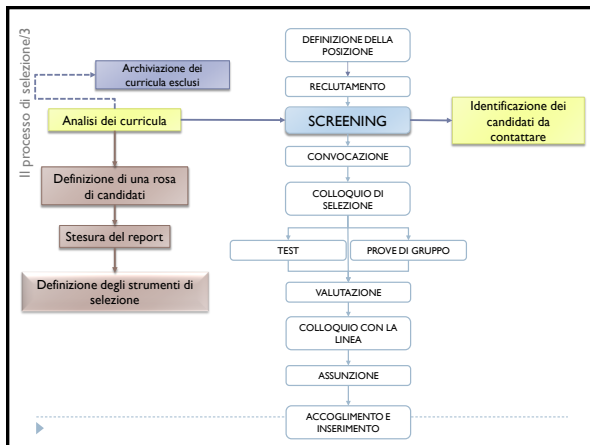 Il processo di selezione/3
Archiviazione dei
curricula esclusi
Analisi dei curricula
Definizione di una rosa
di candidati
Stesura del report
Definizione degli strumenti di
selezione
DEFINIZIONE DELLA
POSIZIONE
RECLUTAMENTO
SCREENING
CONVOCAZIONE
COLLOQUIO DI
SELEZIONE
TEST
PROVE DI GRUPPO
VALUTAZIONE
COLLOQUIO CON LA
LINEA
ASSUNZIONE
ACCOGLIMENTO E
INSERIMENTO
Identificazione dei
candidati da
contattare